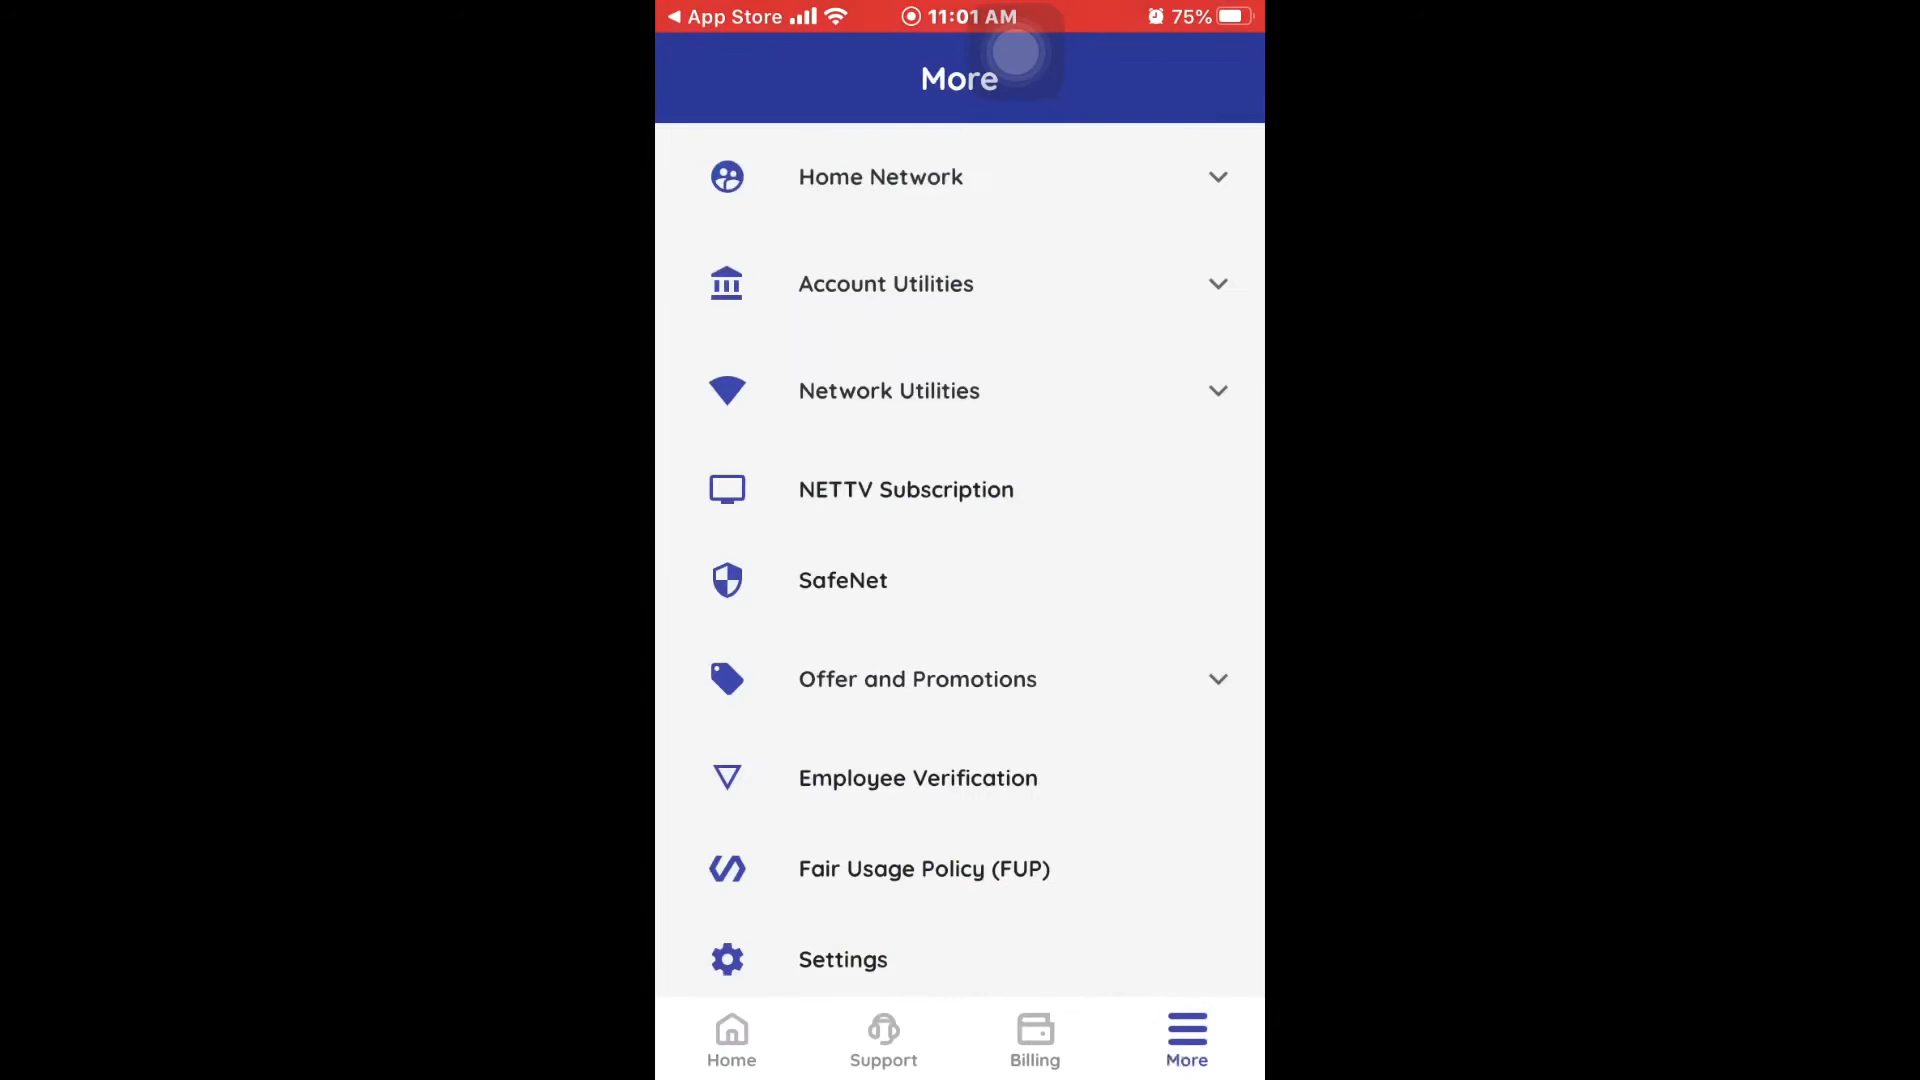 App Store 11:01 AM 75%
More
Home Network
Account Utilities
Network Utilities
NETTV Subscription
SafeNet
Offer and Promotions
Employee Verification
Fair Usage Policy (FUP)
Settings
Home Support Billing More